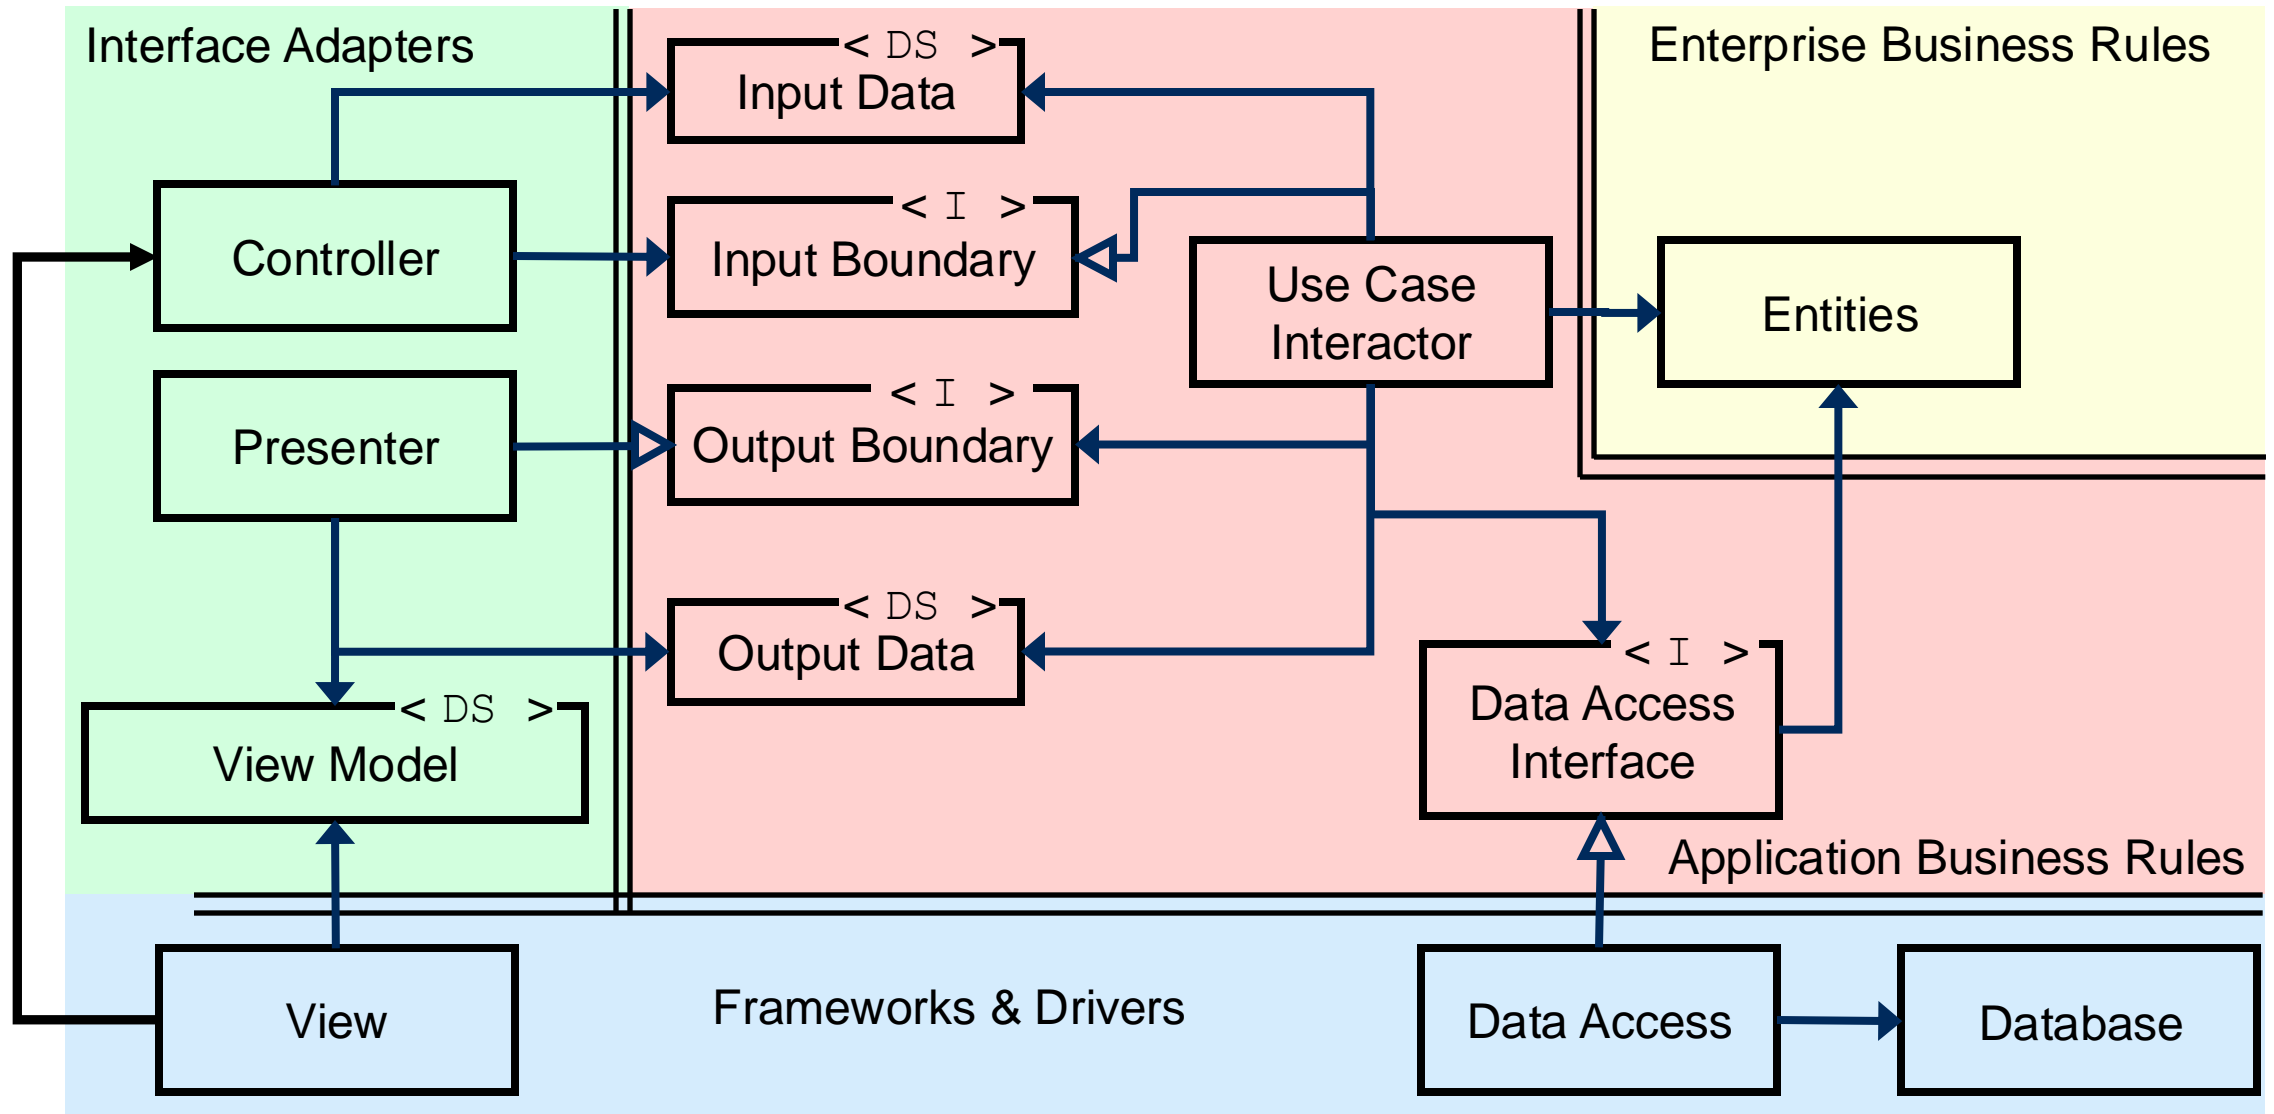 Interface Adapters
Enterprise Business Rules
< DS >
Input Data
< I >
Controller
Input Boundary
Use Case
Interactor
Entities
< I >
Presenter
Output Boundary
< DS >
Output Data
< I >
Data Access
Interface
< DS >
View Model
Application Business Rules
View
Frameworks & Drivers
Data Access
Database